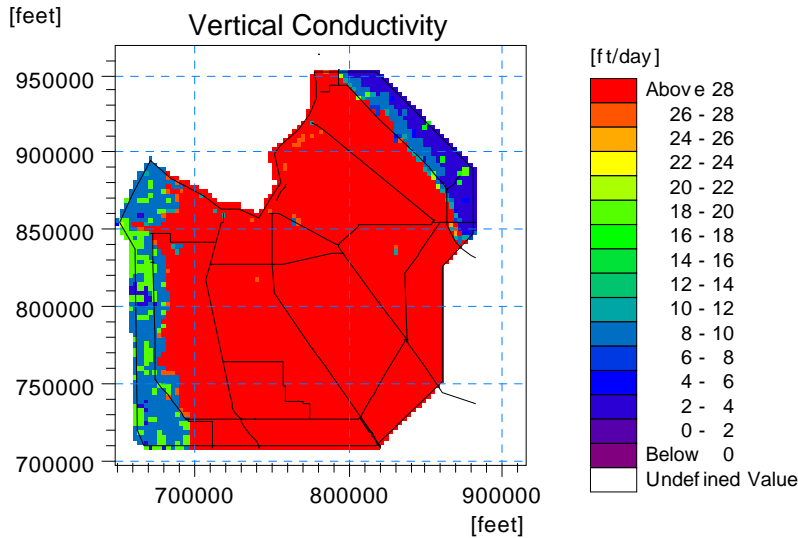 [feet]
Vertical Conductivity
950000
900000
850000
800000
750000
700000
700000 800000 900000
[feet]
[ft/day]
Above 28
26 - 28
24 - 26
22 - 24
20 - 22
18 - 20
16 - 18
14 - 16
12 - 14
10 - 12
8 - 10
6 - 8
4 - 6
2 - 4
0 - 2
Below 0
Undefined Value